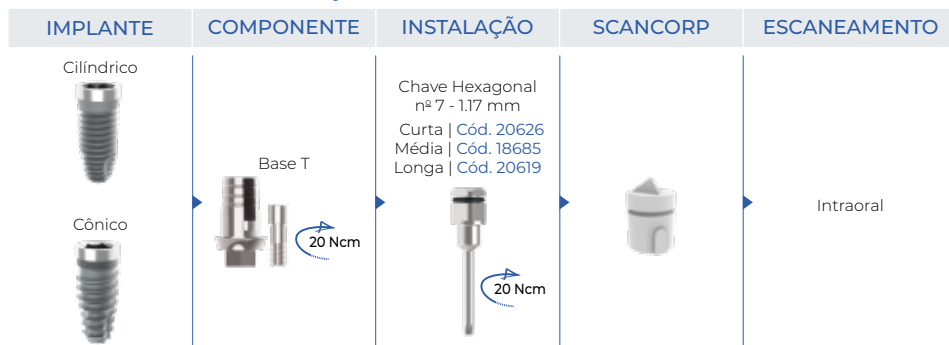 IMPLANTE
COMPONENTE
INSTALAÇÃO
SCANCORP
ESCANEAMENTO
Cilíndrico
Cônico
Base T
20 Ncm
Chave Hexagonal
nº 7 - 1.17 mm
Curta | Cód. 20626
Média | Cód. 18685
Longa | Cód. 20619
20 Ncm
Intraoral